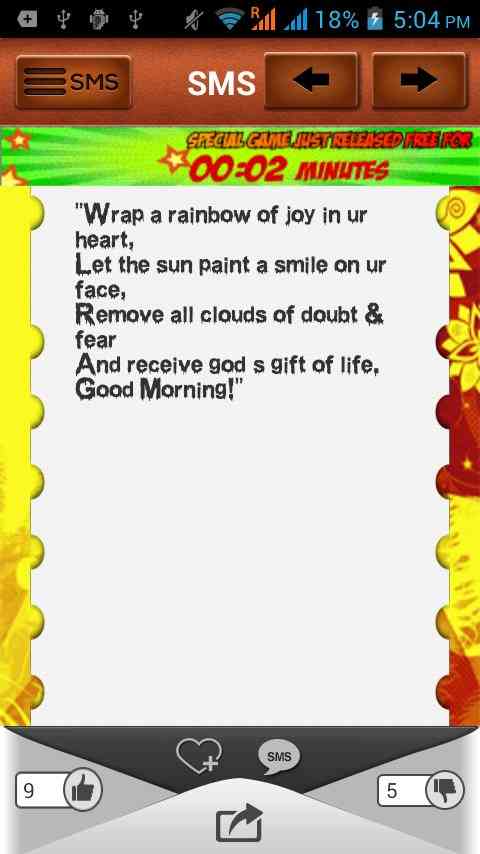 R 18% 5:04 PM
SMS SMS
SPECIAL GAME JUST RELEASED FREE FOR
00:02 MINUTES
"Wrap a rainbow of joy in ur
heart,
Let the sun paint a smile on ur
face,
Remove all clouds of doubt &
fear
And receive god s gift of life,
Good Morning!"
SMS
9 5